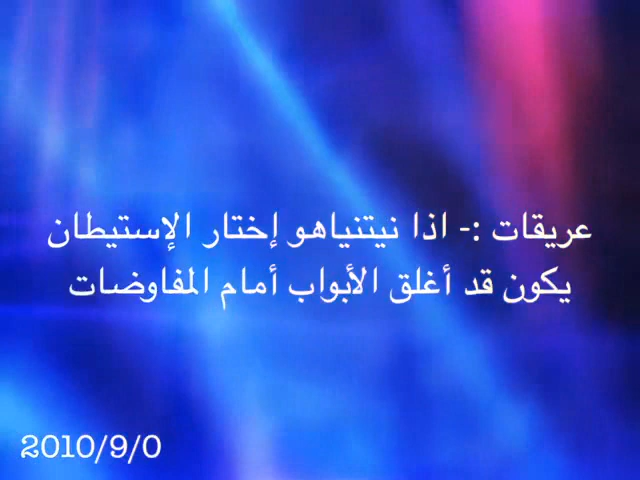 عريقات :- اذا نيتنياهو إختار الإستيطان
يكون قد أغلق الأبواب أمام المفاوضات
2010/9/0